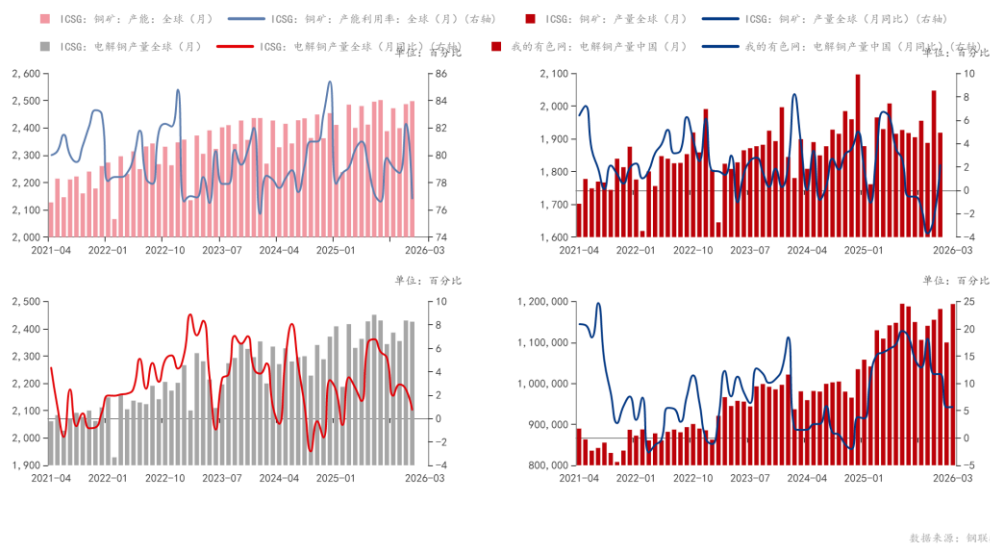 ICSG: 铜矿: 产能: 全球 (月)  ICSG: 铜矿: 产能利用率: 全球 (月) (右轴)  ICSG: 铜矿: 产量: 全球 (月)  ICSG: 铜矿: 产量: 全球 (月同比) (右轴)
ICSG: 电解铜产量全球 (月)  ICSG: 电解铜产量全球 (月同比) (右轴)  我的有色网: 电解铜产量中国 (月)  我的有色网: 电解铜产量中国 (月同比) (右轴)
单位: 百分比  单位: 百分比
2,600  86  2,100  10
8
2,500  84  2,000  6
2,400  82  1,900  4
2,300  80  2
2,200  78  1,800  0
2,100  76  1,700  -2
2,000  74  1,600  -4
2021-04  2022-01  2022-10  2023-07  2024-04  2025-01  2026-03  2021-04  2022-01  2022-10  2023-07  2024-04  2025-01  2026-03
单位: 百分比  单位: 百分比
2,500  10  1,200,000  25
2,400  8  20
2,300  6  1,100,000  15
4  1,000,000  10
2,200  2  5
2,100  0  900,000  0
2,000  -2
1,900  -4  800,000  -5
2021-04  2022-01  2022-10  2023-07  2024-04  2025-01  2026-03  2021-04  2022-01  2022-10  2023-07  2024-04  2025-01  2026-03
数据来源: 钢联